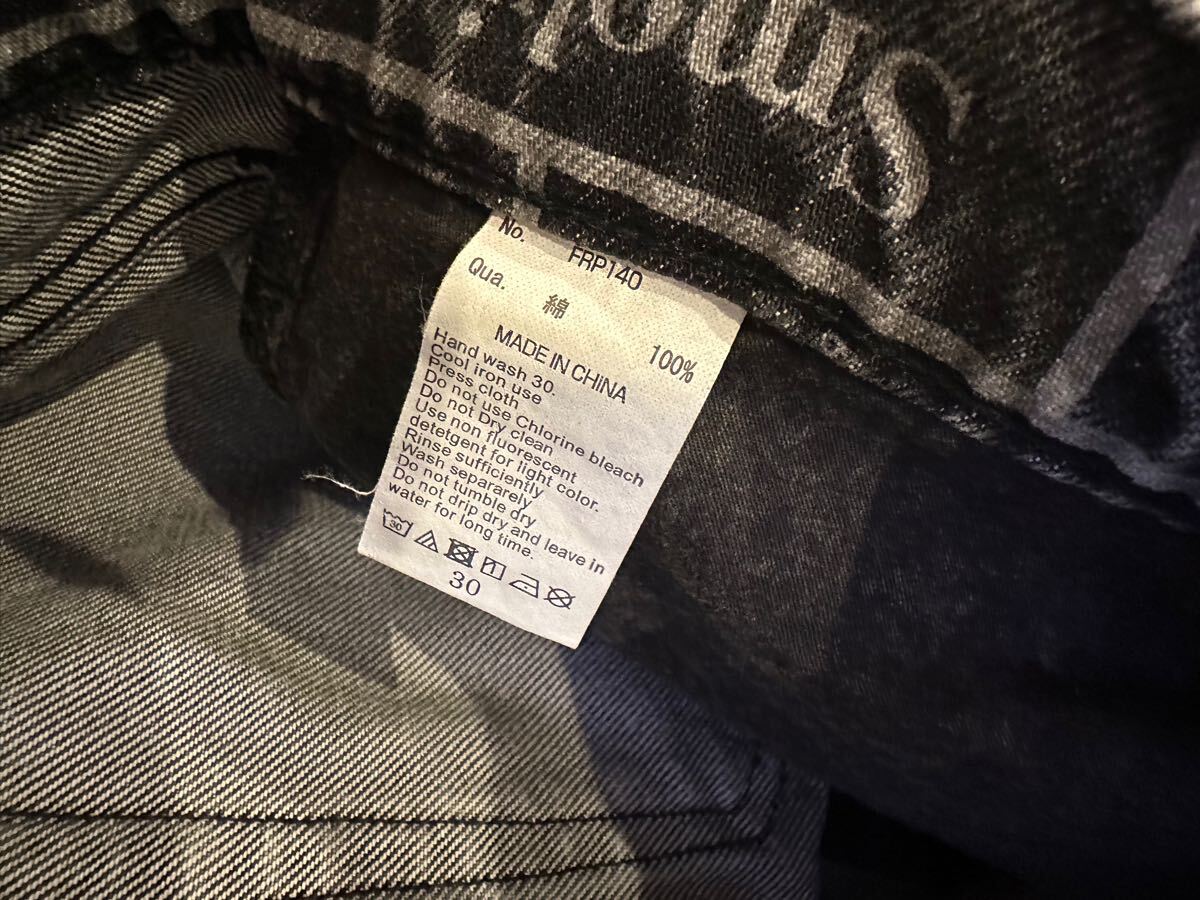 No. FRP140
Qua.
綿 100%
MADE IN CHINA
Hand wash 30.
Cool iron use
Press cloth
Do not use Chlorine bleach
Do not Dry clean
Use non fluorescent
detetgent for light color.
Rinse sufficiently
Wash separarely
Do not tumble dry
Do not drip dry and leave in
water for long time.
30
30